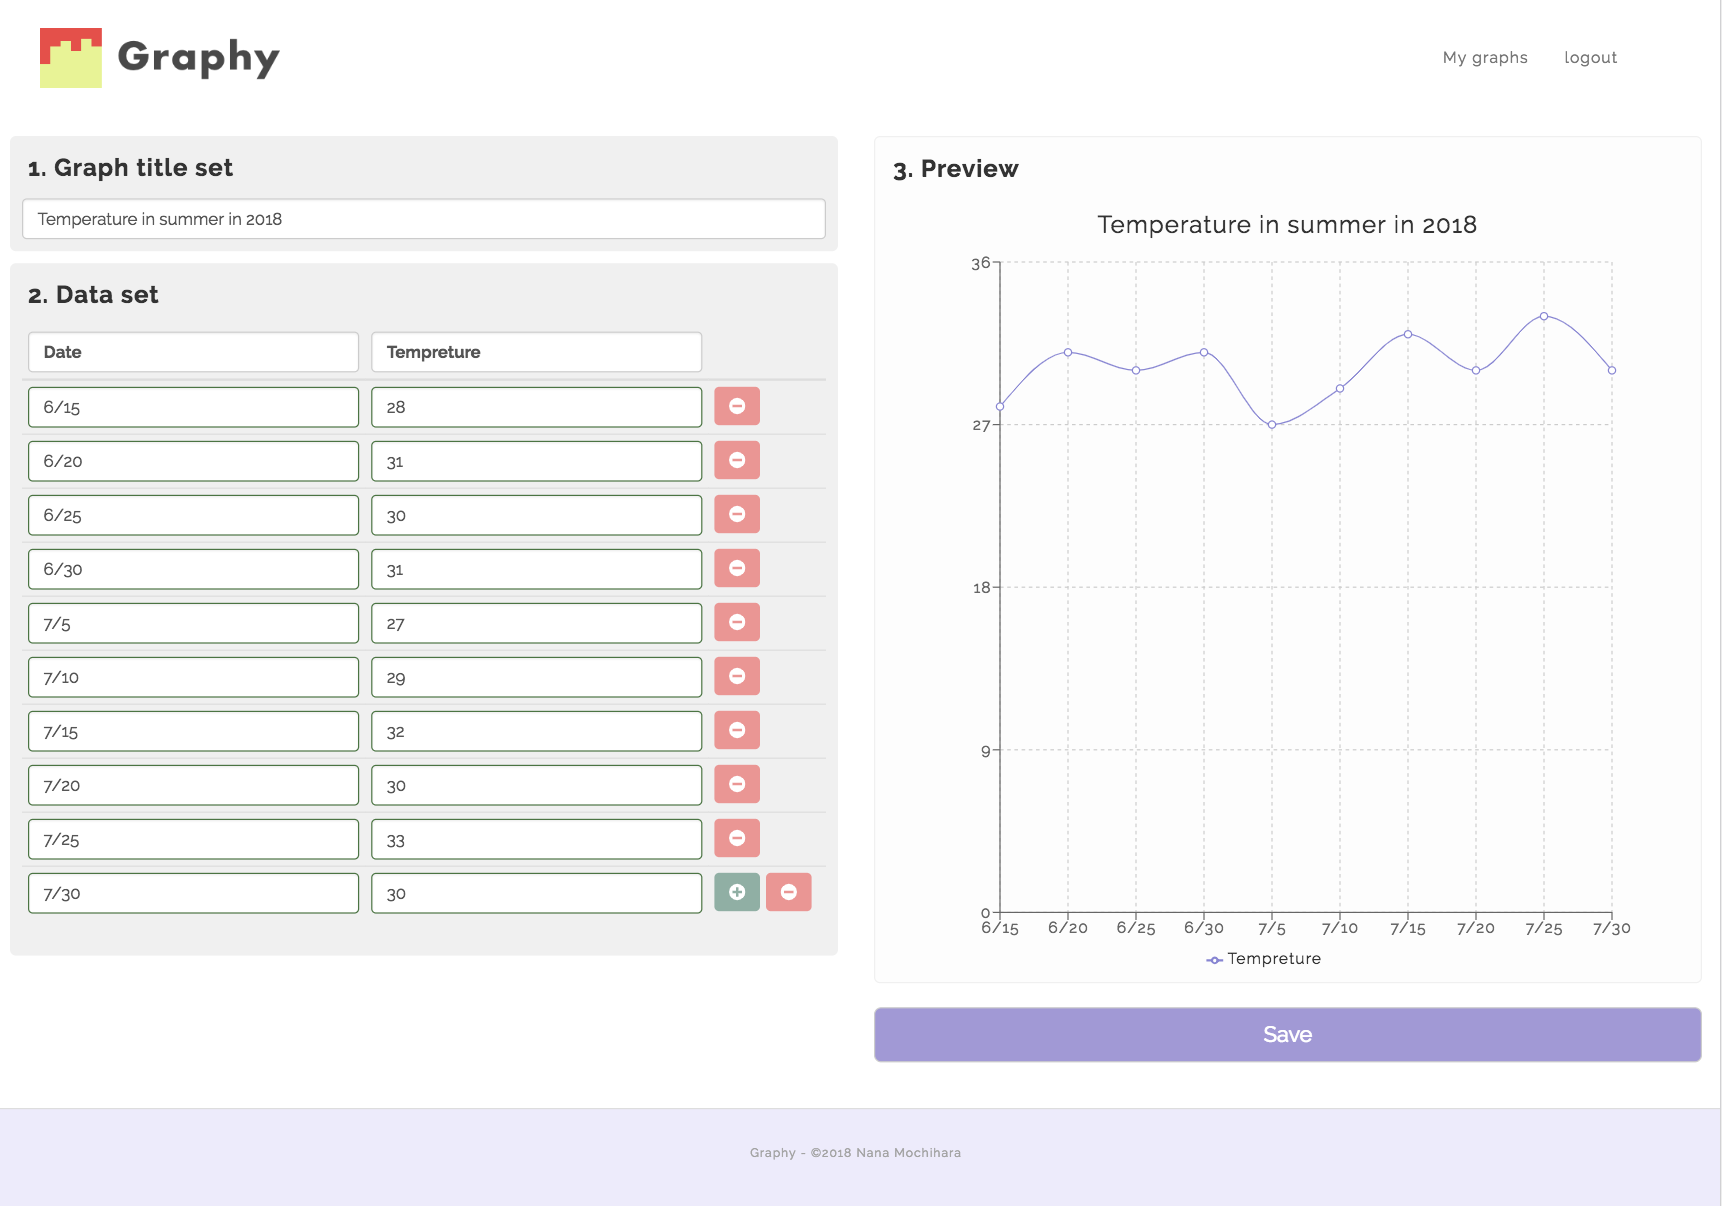 Graphy
My graphs logout
1. Graph title set
Temperature in summer in 2018
2. Data set
Date Tempreture
6/15 28
6/20 31
6/25 30
6/30 31
7/5 27
7/10 29
7/15 32
7/20 30
7/25 33
7/30 30
3. Preview
Temperature in summer in 2018
36
27
18
9
0
6/15 6/20 6/25 6/30 7/5 7/10 7/15 7/20 7/25 7/30
Tempreture
Save
Graphy - ©2018 Nana Mochihara